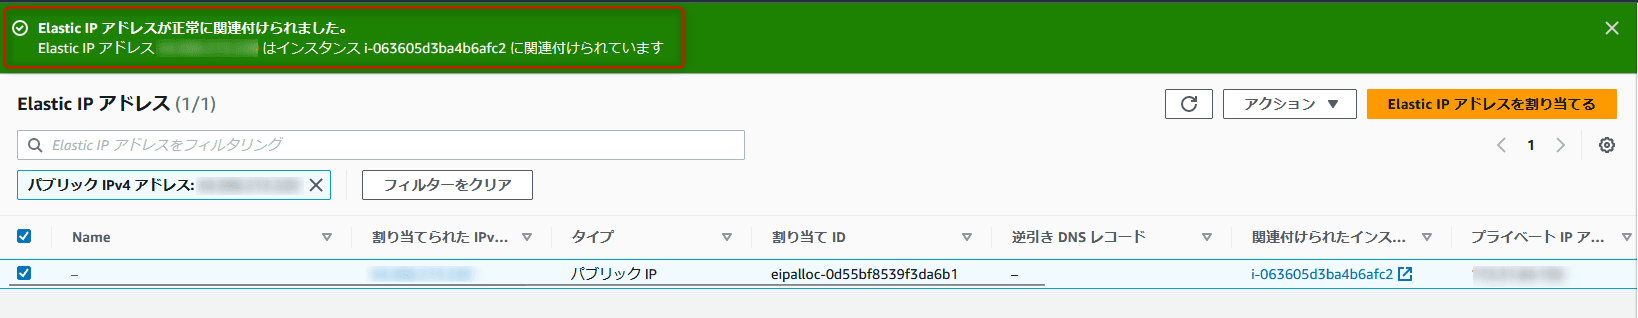 Elastic IP アドレスが正常に関連付けられました。
Elastic IP アドレス はインスタンス i-063605d3ba4b6afc2 に関連付けられています
Elastic IP アドレス (1/1)
アクション
Elastic IP アドレスを割り当てる
Elastic IP アドレスをフィルタリング
1
パブリック IPv4 アドレス:
フィルターをクリア
Name 割り当てられた IPv... タイプ 割り当て ID 逆引き DNS レコード 関連付けられたインス... プライベート IP ア...
– パブリック IP eipalloc-0d55bf8539f3da6b1 – i-063605d3ba4b6afc2